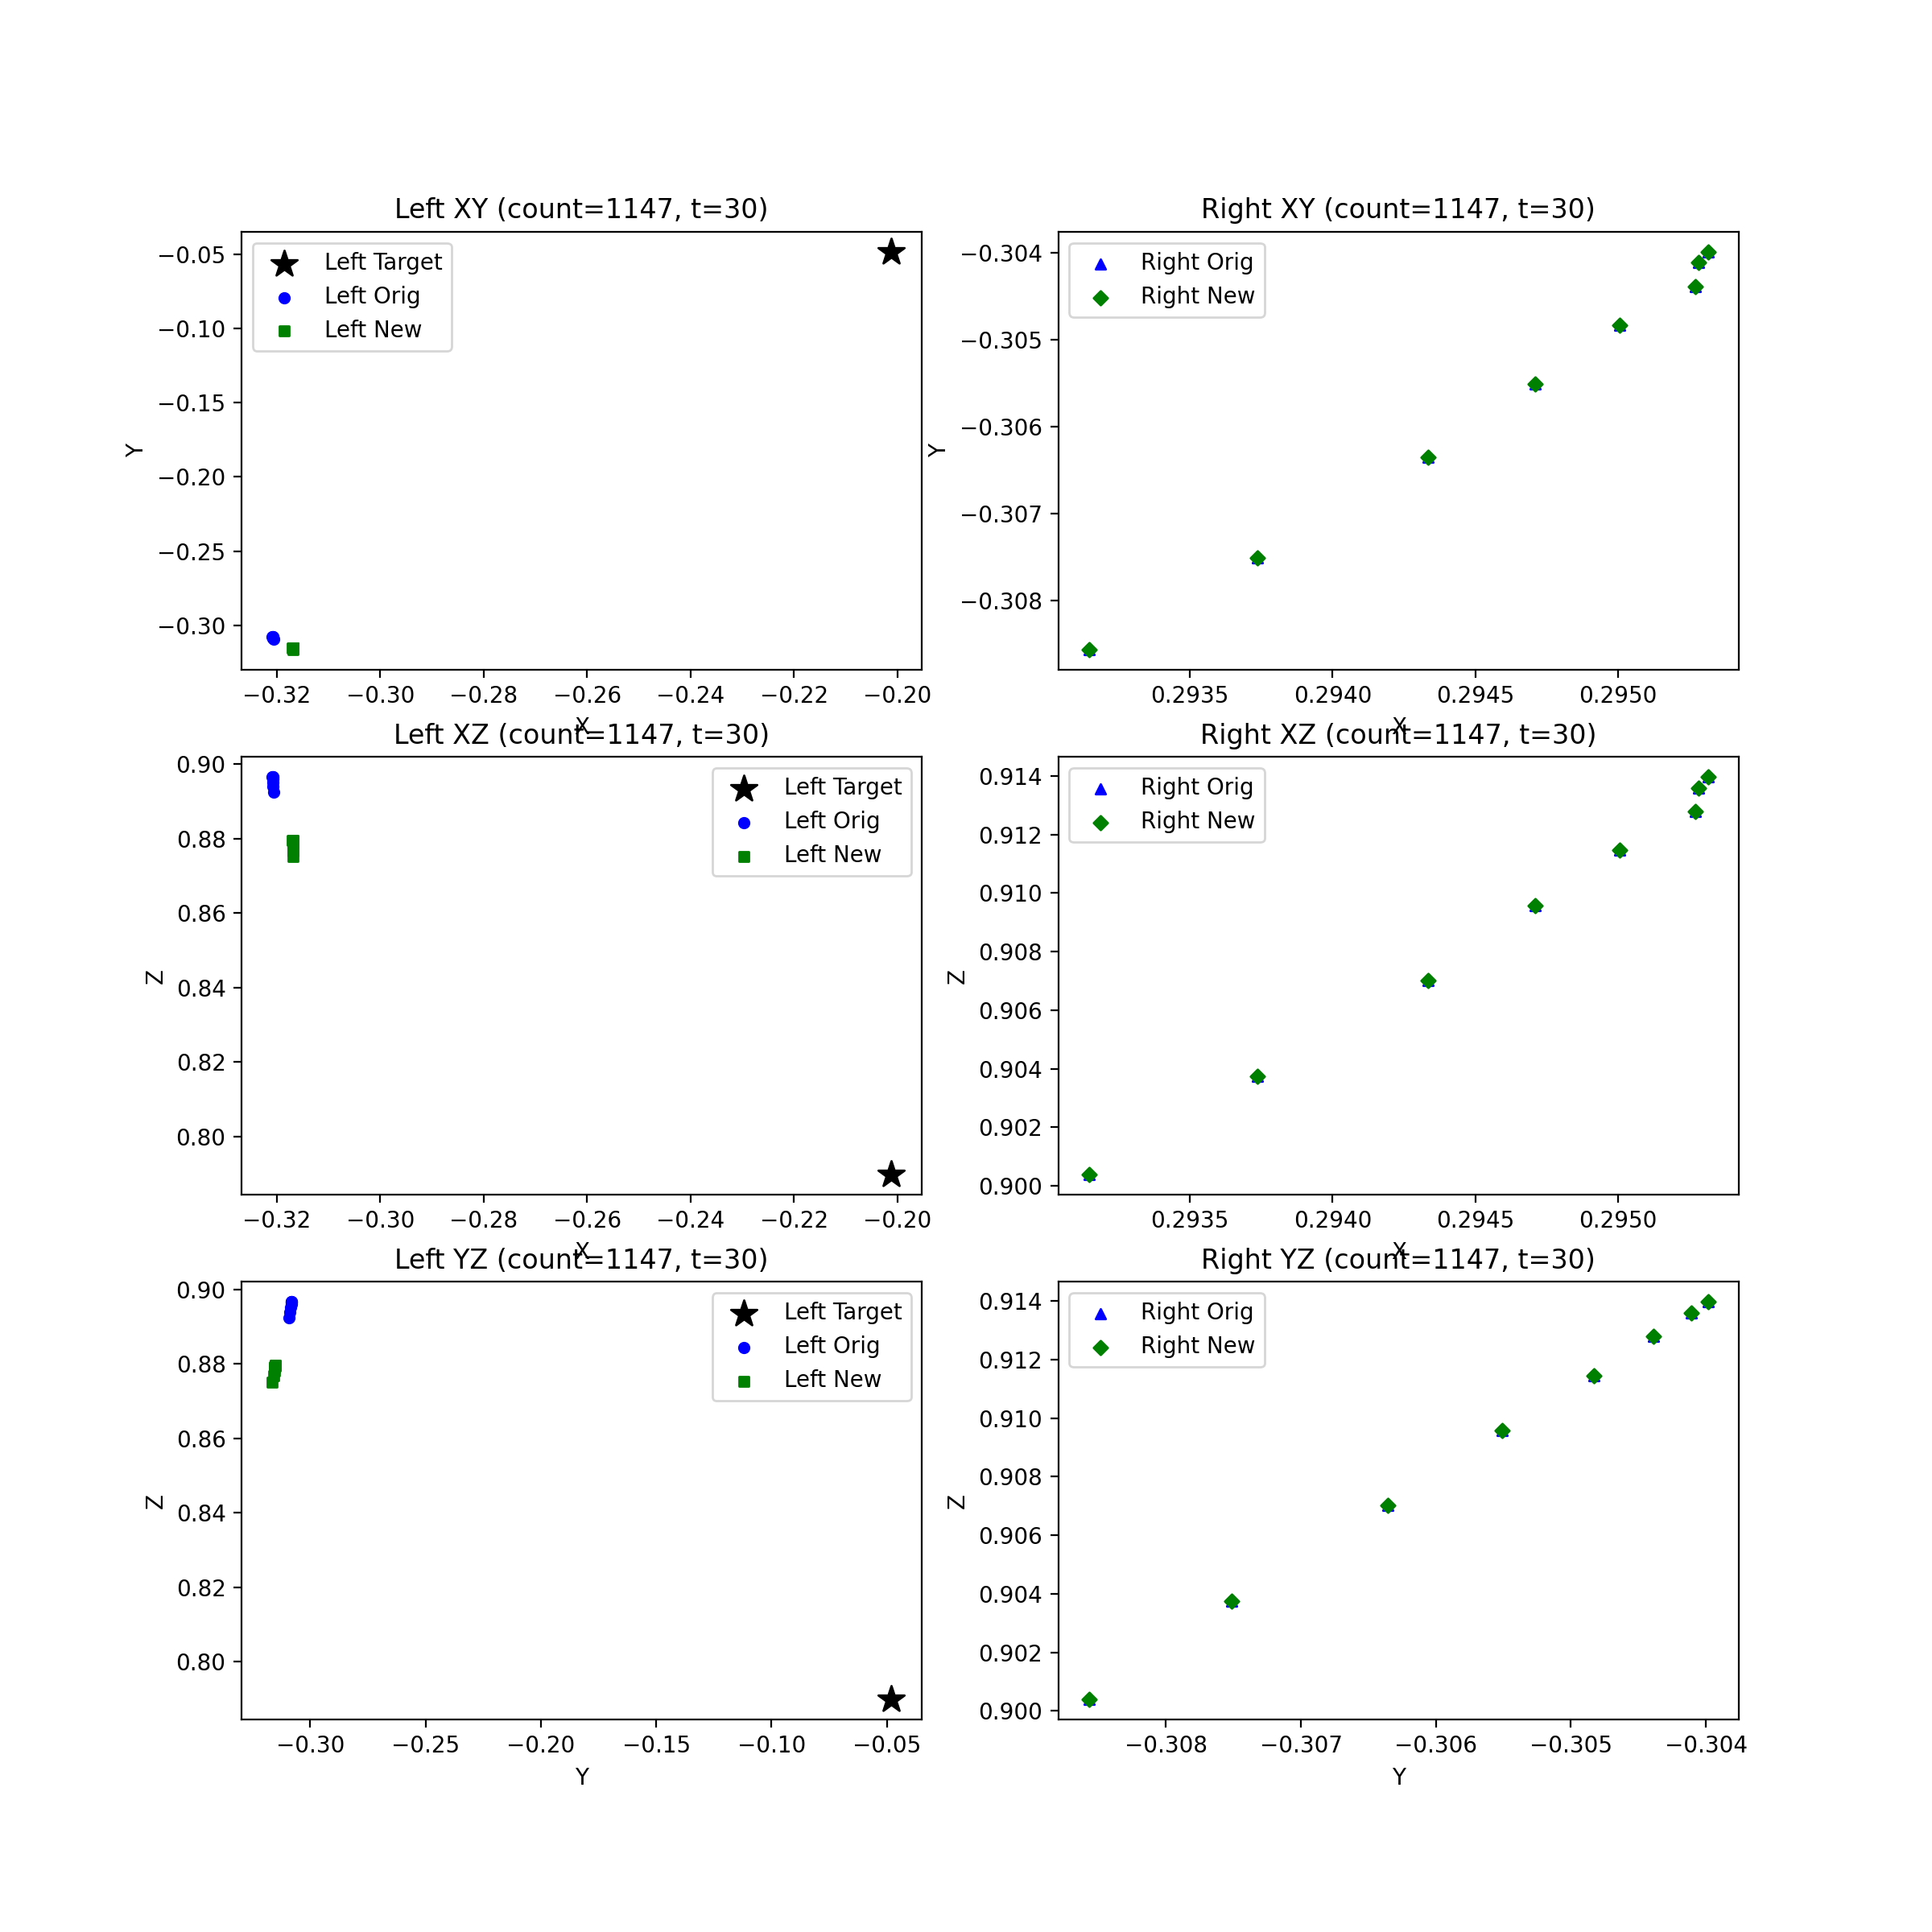 Left XY (count=1147, t=30)
−0.05
−0.10
−0.15
−0.20
−0.25
−0.30
Y
Left Target
Left Orig
Left New
−0.32 −0.30 −0.28 −0.26 −0.24 −0.22 −0.20
X
Right XY (count=1147, t=30)
−0.304
−0.305
−0.306
−0.307
−0.308
Y
Right Orig
Right New
0.2935 0.2940 0.2945 0.2950
X
Left XZ (count=1147, t=30)
0.90
0.88
0.86
0.84
0.82
0.80
Z
Left Target
Left Orig
Left New
−0.32 −0.30 −0.28 −0.26 −0.24 −0.22 −0.20
X
Right XZ (count=1147, t=30)
0.914
0.912
0.910
0.908
0.906
0.904
0.902
0.900
Z
Right Orig
Right New
0.2935 0.2940 0.2945 0.2950
X
Left YZ (count=1147, t=30)
0.90
0.88
0.86
0.84
0.82
0.80
Z
Left Target
Left Orig
Left New
−0.30 −0.25 −0.20 −0.15 −0.10 −0.05
Y
Right YZ (count=1147, t=30)
0.914
0.912
0.910
0.908
0.906
0.904
0.902
0.900
Z
Right Orig
Right New
−0.308 −0.307 −0.306 −0.305 −0.304
Y